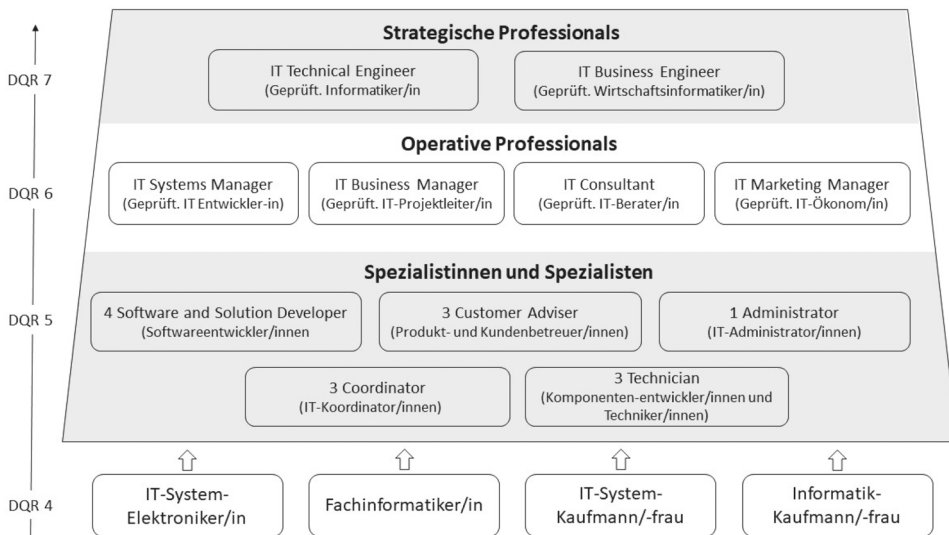 Strategische Professionals
DQR 7
IT Technical Engineer
(Geprüft. Informatiker/in
IT Business Engineer
(Geprüft. Wirtschaftsinformatiker/in)
Operative Professionals
DQR 6
IT Systems Manager
(Geprüft. IT Entwickler-in)
IT Business Manager
(Geprüft. IT-Projektleiter/in
IT Consultant
(Geprüft. IT-Berater/in
IT Marketing Manager
(Geprüft. IT-Ökonom/in)
Spezialistinnen und Spezialisten
DQR 5
4 Software and Solution Developer
(Softwareentwickler/innen
3 Customer Adviser
(Produkt- und Kundenbetreuer/innen)
1 Administrator
(IT-Administrator/innen)
3 Coordinator
(IT-Koordinator/innen)
3 Technician
(Komponenten-entwickler/innen und
Techniker/innen)
DQR 4
IT-System-
Elektroniker/in
Fachinformatiker/in
IT-System-
Kaufmann/-frau
Informatik-
Kaufmann/-frau